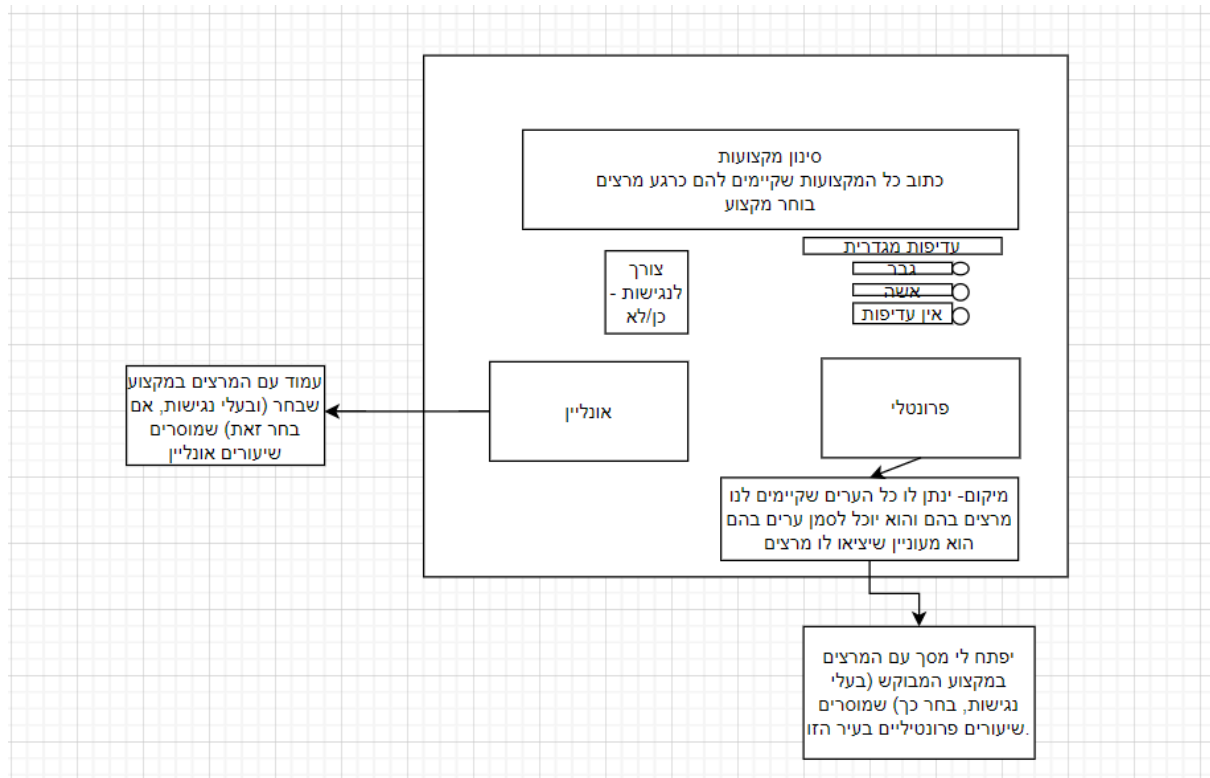 סינון מקצועות
כתוב כל המקצועות שקיימים להם כרגע מרצים
בוחר מקצוע
עדיפות מגדרית
גבר
אשה
אין עדיפות
צורך
לנגישות -
כן/לא
פרונטלי
אונליין
עמוד עם המרצים במקצוע
שבחר (ובעלי נגישות, אם
בחר זאת) שמוסרים
שיעורים אונליין
מיקום- ינתן לו כל הערים שקיימים לנו
מרצים בהם והוא יוכל לסמן ערים בהם
הוא מעוניין שיציאו לו מרצים
יפתח לי מסך עם המרצים
במקצוע המבוקש (בעלי
נגישות, בחר כך) שמוסרים
שיעורים פרונטיליים בעיר הזו.